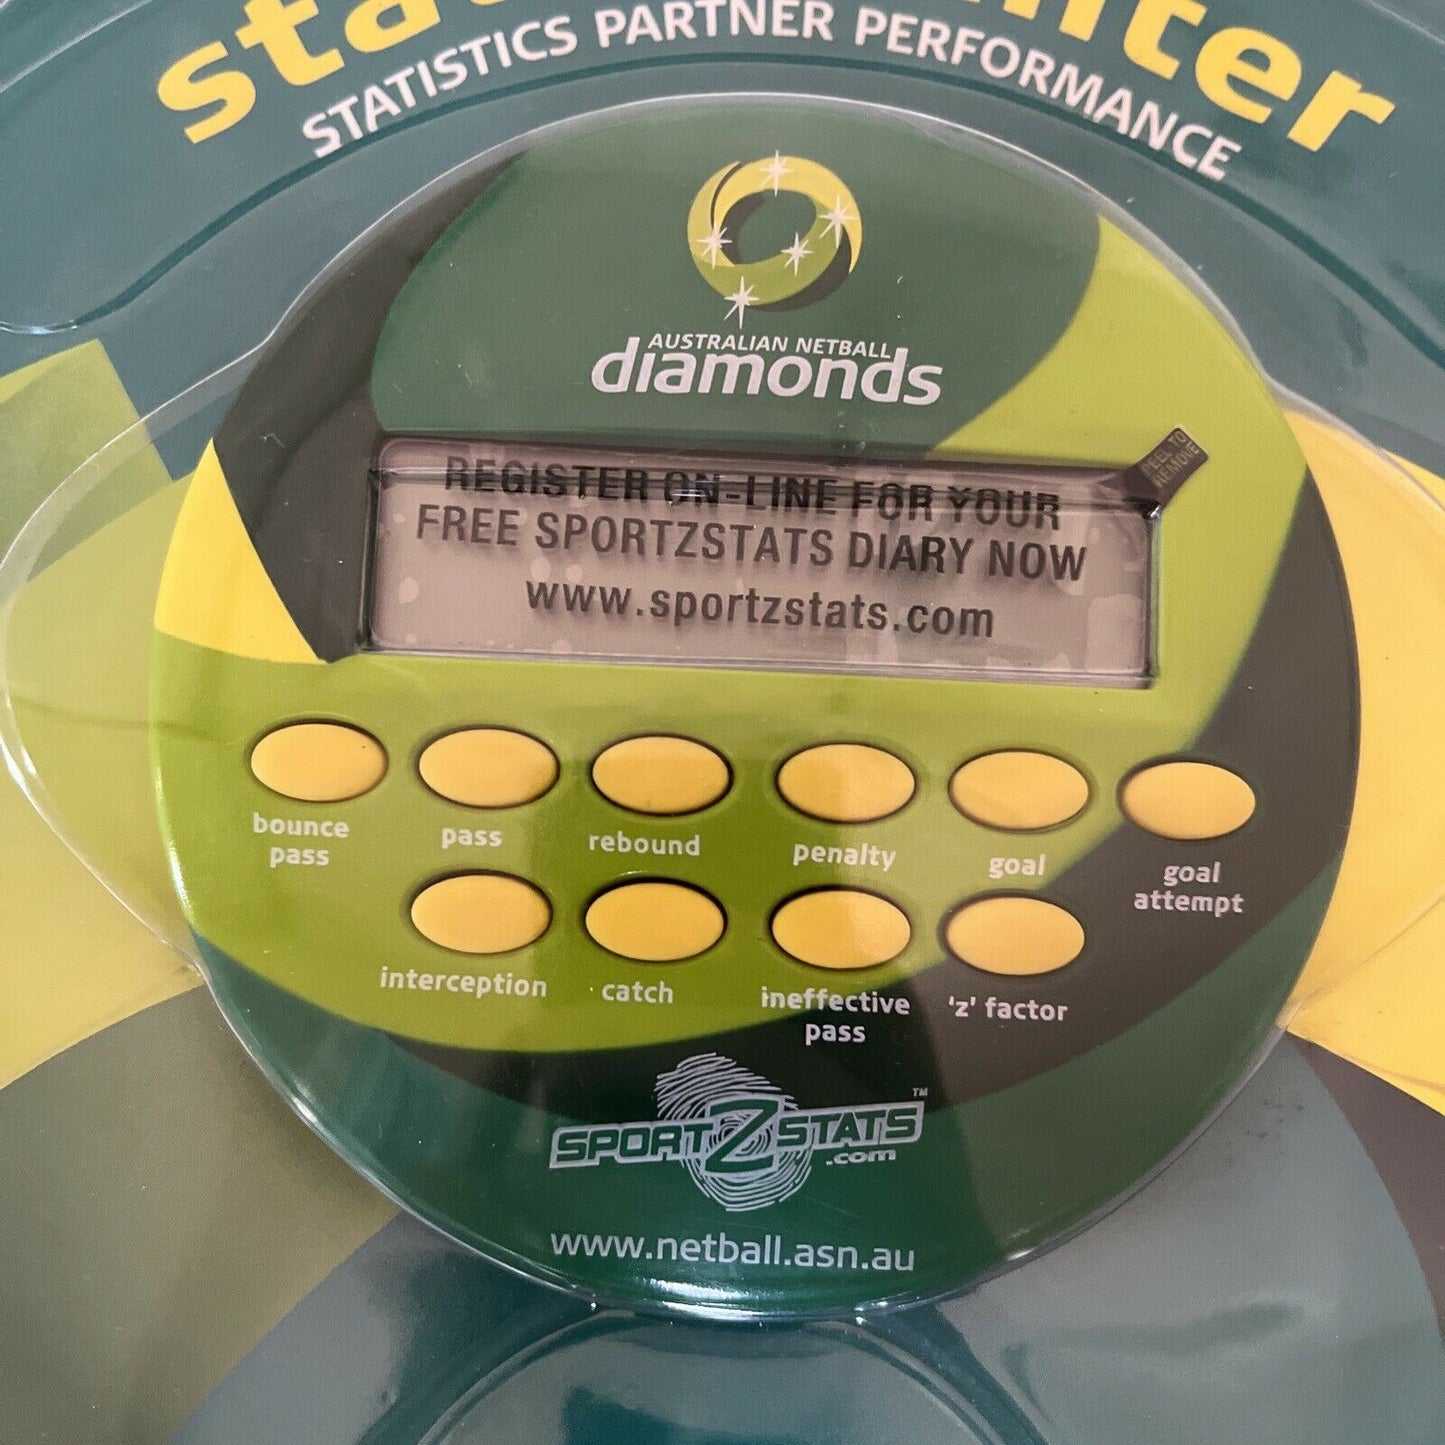 STATISTICS PARTNER PERFORMANCE
AUSTRALIAN NETBALL
diamonds
PEEL TO
REMOVE
REGISTER ON-LINE FOR YOUR
FREE SPORTZSTATS DIARY NOW
www.sportzstats.com
bounce
pass
pass
rebound
penalty
goal
goal
attempt
interception
catch
ineffective
pass
'z' factor
SPORTZSTATS™
.com
www.netball.asn.au